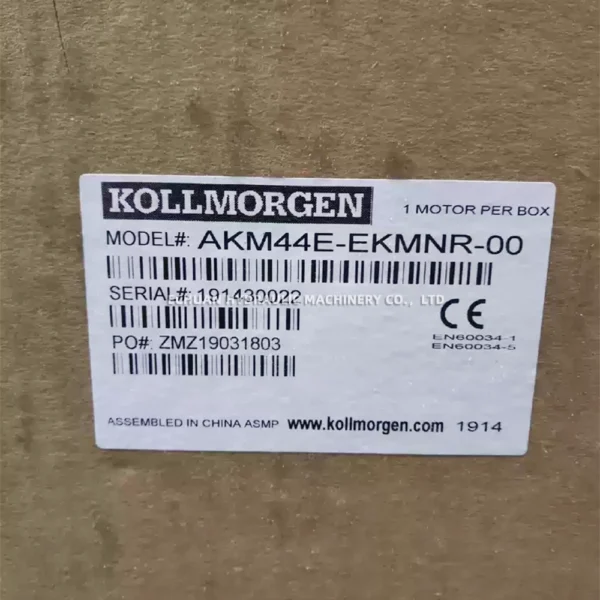 KOLLMORGEN
1 MOTOR PER BOX
MODEL#: AKM44E-EKMNR-00
SERIAL#: 191430022
HYDRAULIC MACHINERY CO., LTD
PO#: ZMZ19031803
CE
EN60034-1
EN60034-5
ASSEMBLED IN CHINA ASMP www.kollmorgen.com 1914